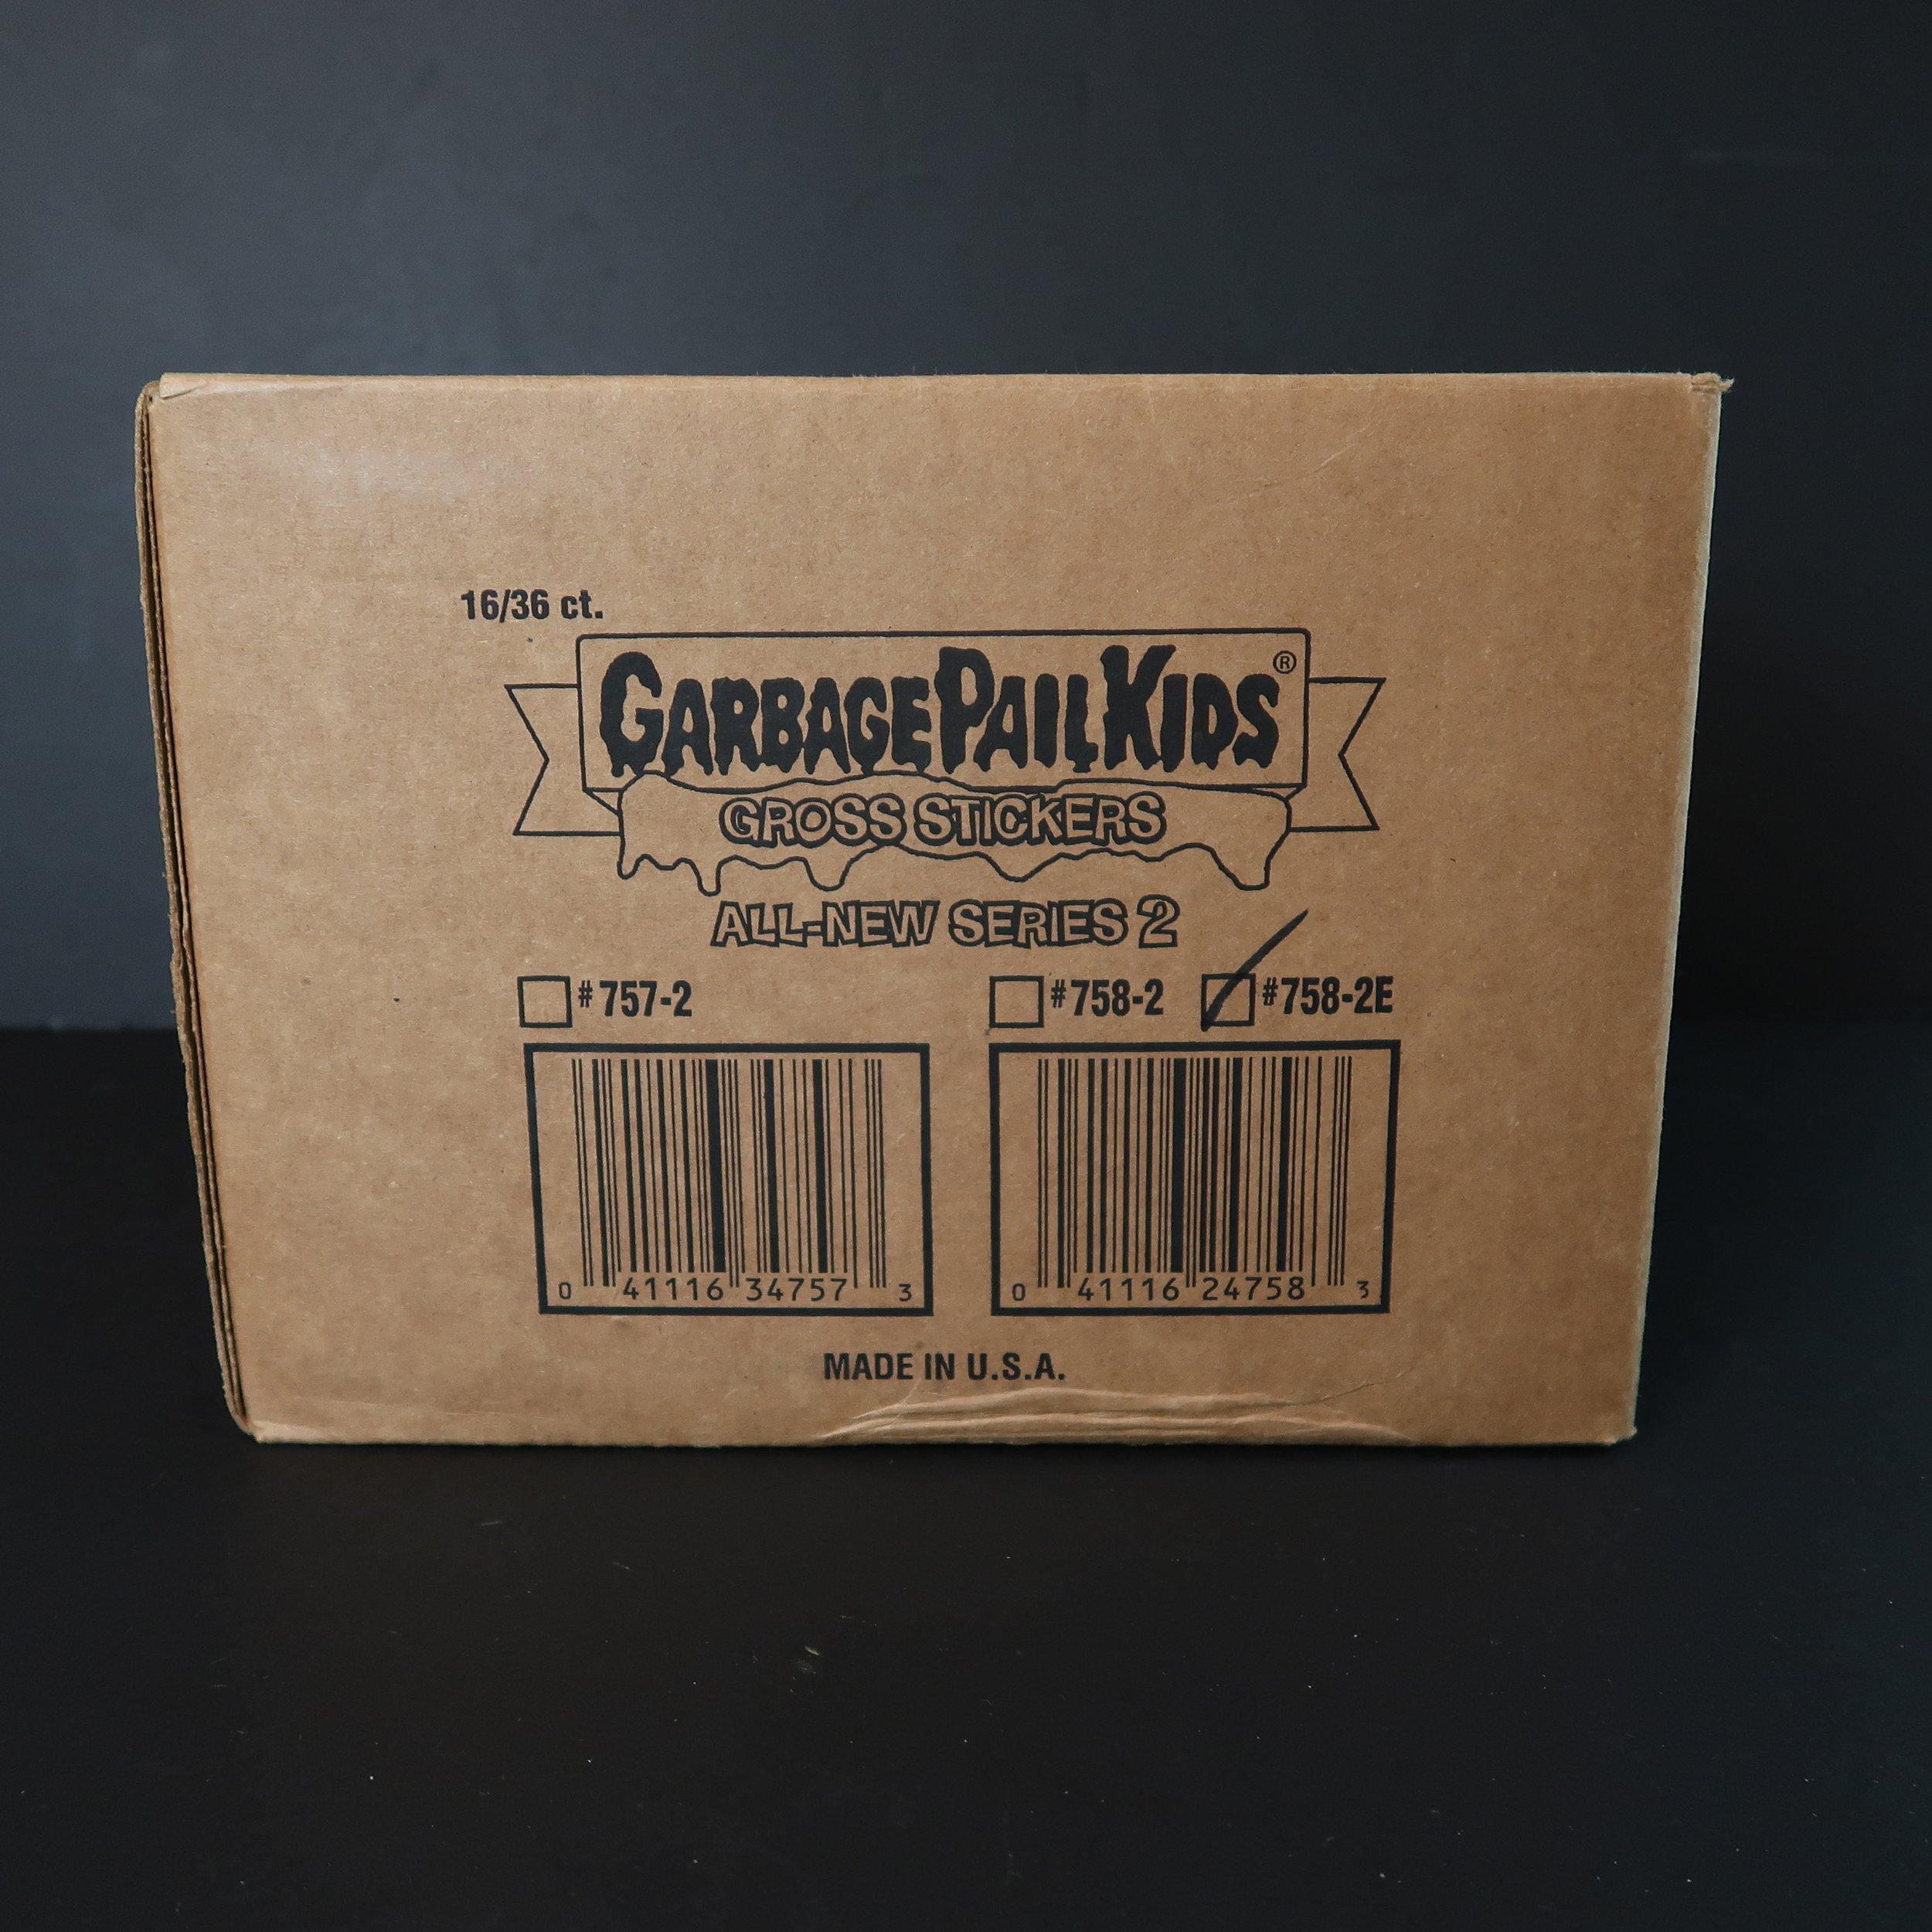 16/36 ct.
GARBAGE PAIL KIDS®
GROSS STICKERS
ALL-NEW SERIES 2
#757-2 #758-2 #758-2E
0 41116 34757 3 0 41116 24758 3
MADE IN U.S.A.